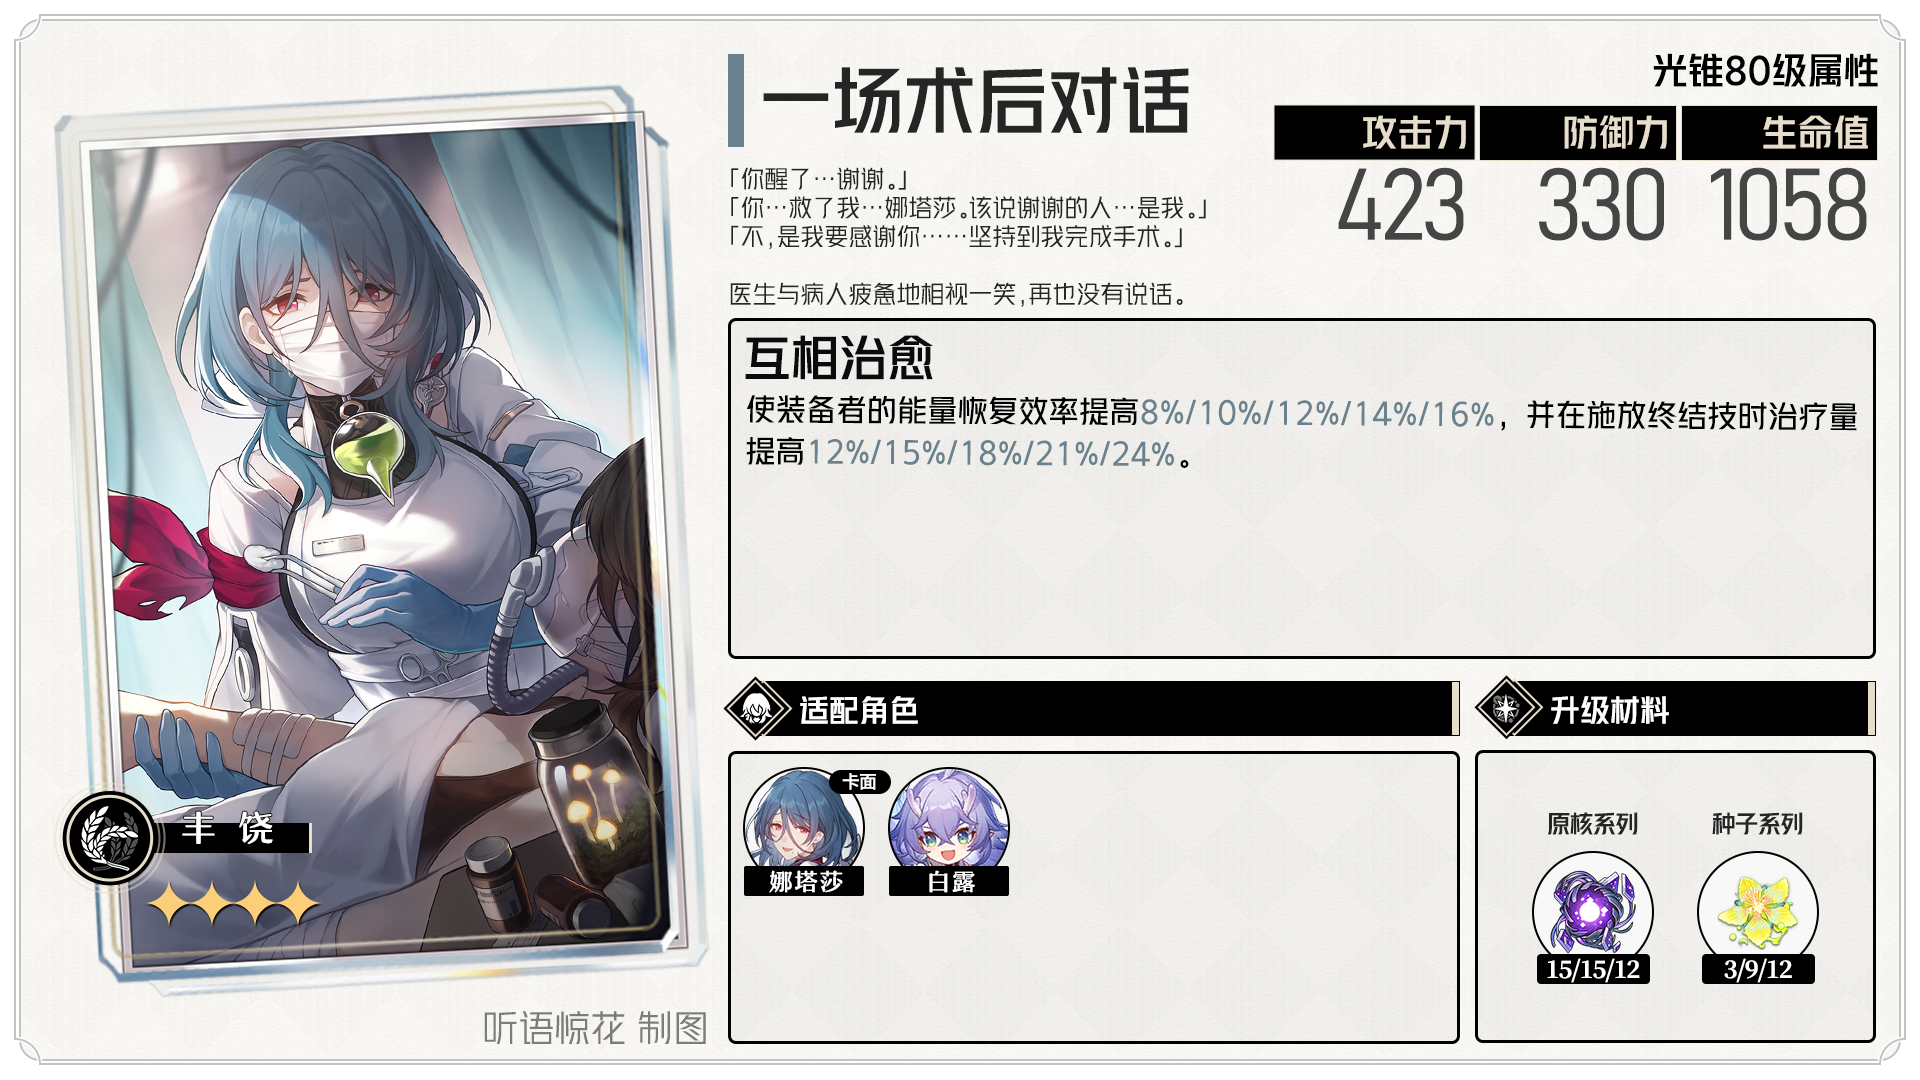 一场术后对话
「你醒了…谢谢。」
「你…救了我…娜塔莎。该说谢谢的人…是我。」
「不,是我要感谢你……坚持到我完成手术。」
医生与病人疲惫地相视一笑,再也没有说话。
光锥80级属性
攻击力 防御力 生命值
423 330 1058
互相治愈
使装备者的能量恢复效率提高8%/10%/12%/14%/16%，并在施放终结技时治疗量
提高12%/15%/18%/21%/24%。
丰饶
适配角色
卡面
娜塔莎 白露
升级材料
原核系列 种子系列
15/15/12 3/9/12
听语惊花 制图